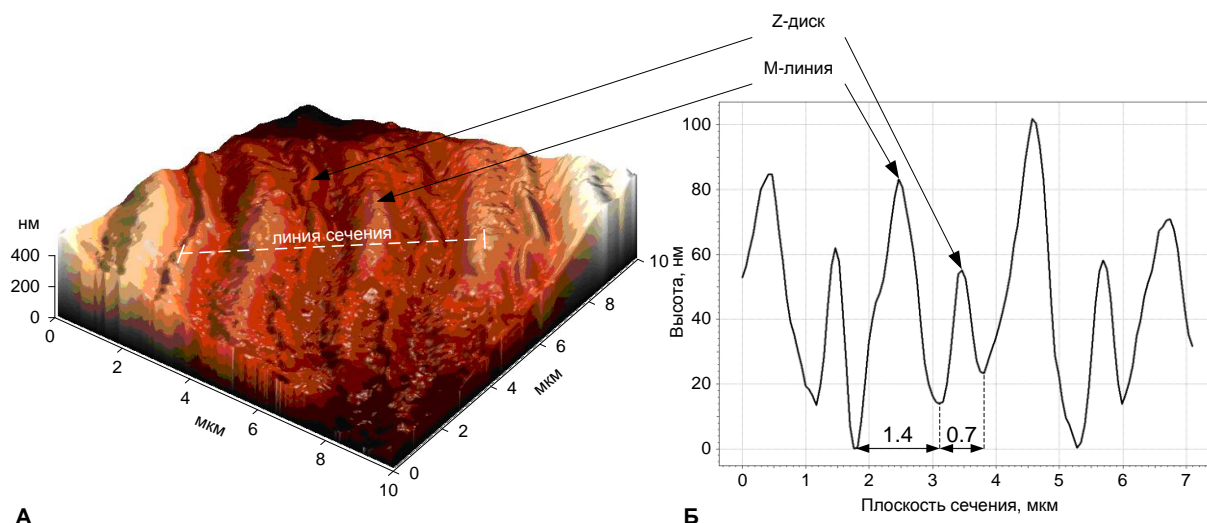 Z-диск
М-линия
нм
400
200
0
линия сечения
0
2
4
6
8
10
мкм
0
2
4
6
8
10
мкм
А
Высота, нм
100
80
60
40
20
0
1.4
0.7
0 1 2 3 4 5 6 7
Плоскость сечения, мкм
Б